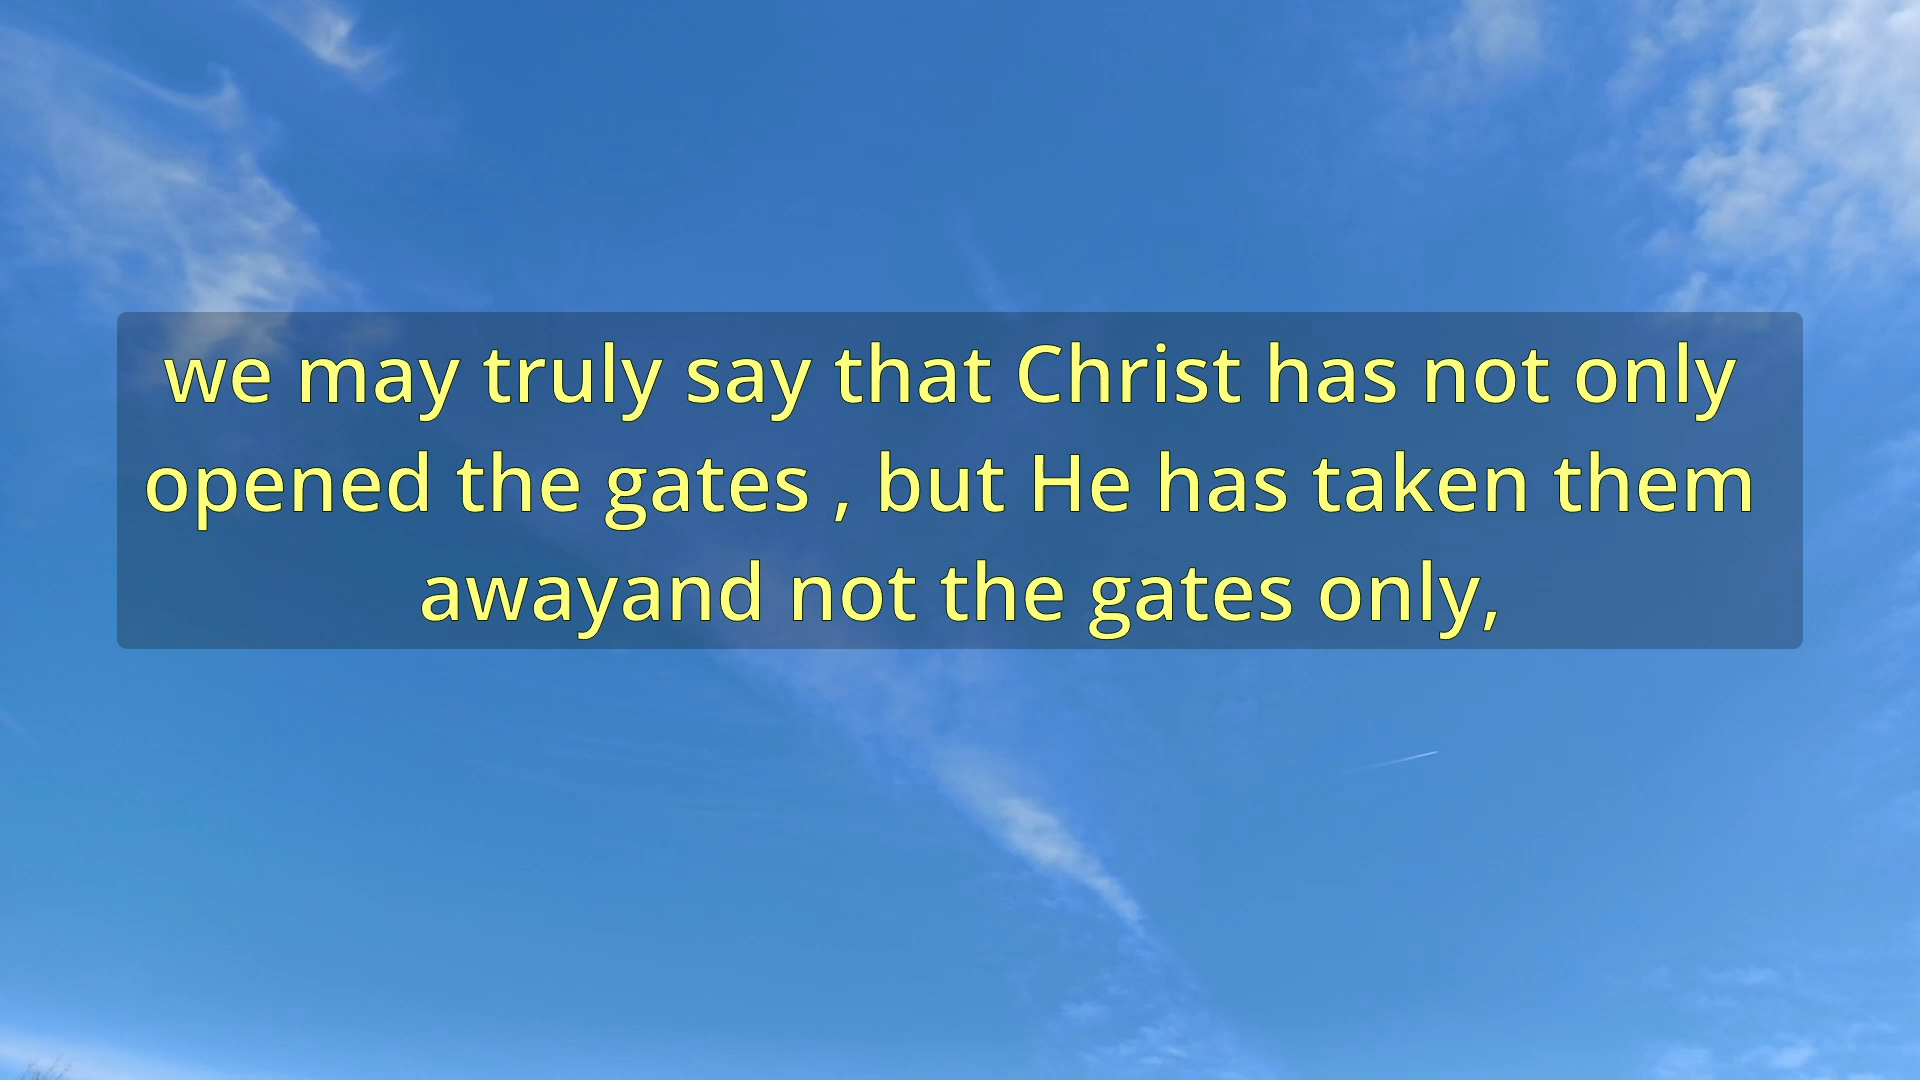 we may truly say that Christ has not only
opened the gates , but He has taken them
awayand not the gates only,